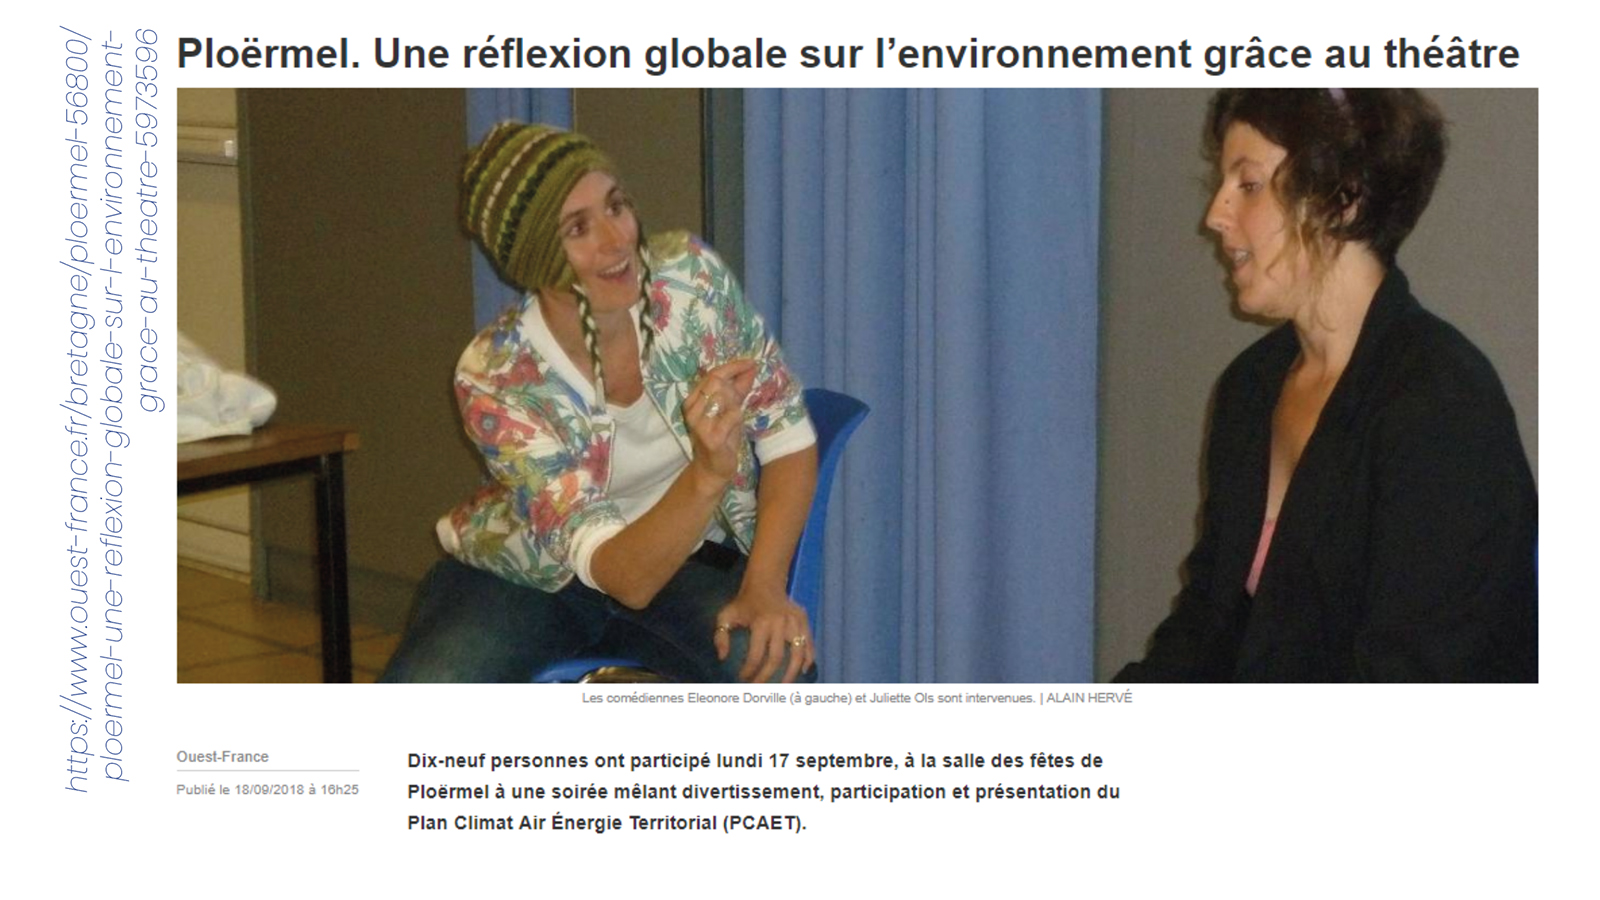 https://www.ouest-france.fr/bretagne/ploermel-56800/
ploermel-une-reflexion-globale-sur-l-environnement-
grace-au-theatre-5973596
Ploërmel. Une réflexion globale sur l’environnement grâce au théâtre
Les comédiennes Eleonore Dorville (à gauche) et Juliette Ols sont intervenues. | ALAIN HERVÉ
Ouest-France
Publié le 18/09/2018 à 16h25
Dix-neuf personnes ont participé lundi 17 septembre, à la salle des fêtes de
Ploërmel à une soirée mêlant divertissement, participation et présentation du
Plan Climat Air Énergie Territorial (PCAET).